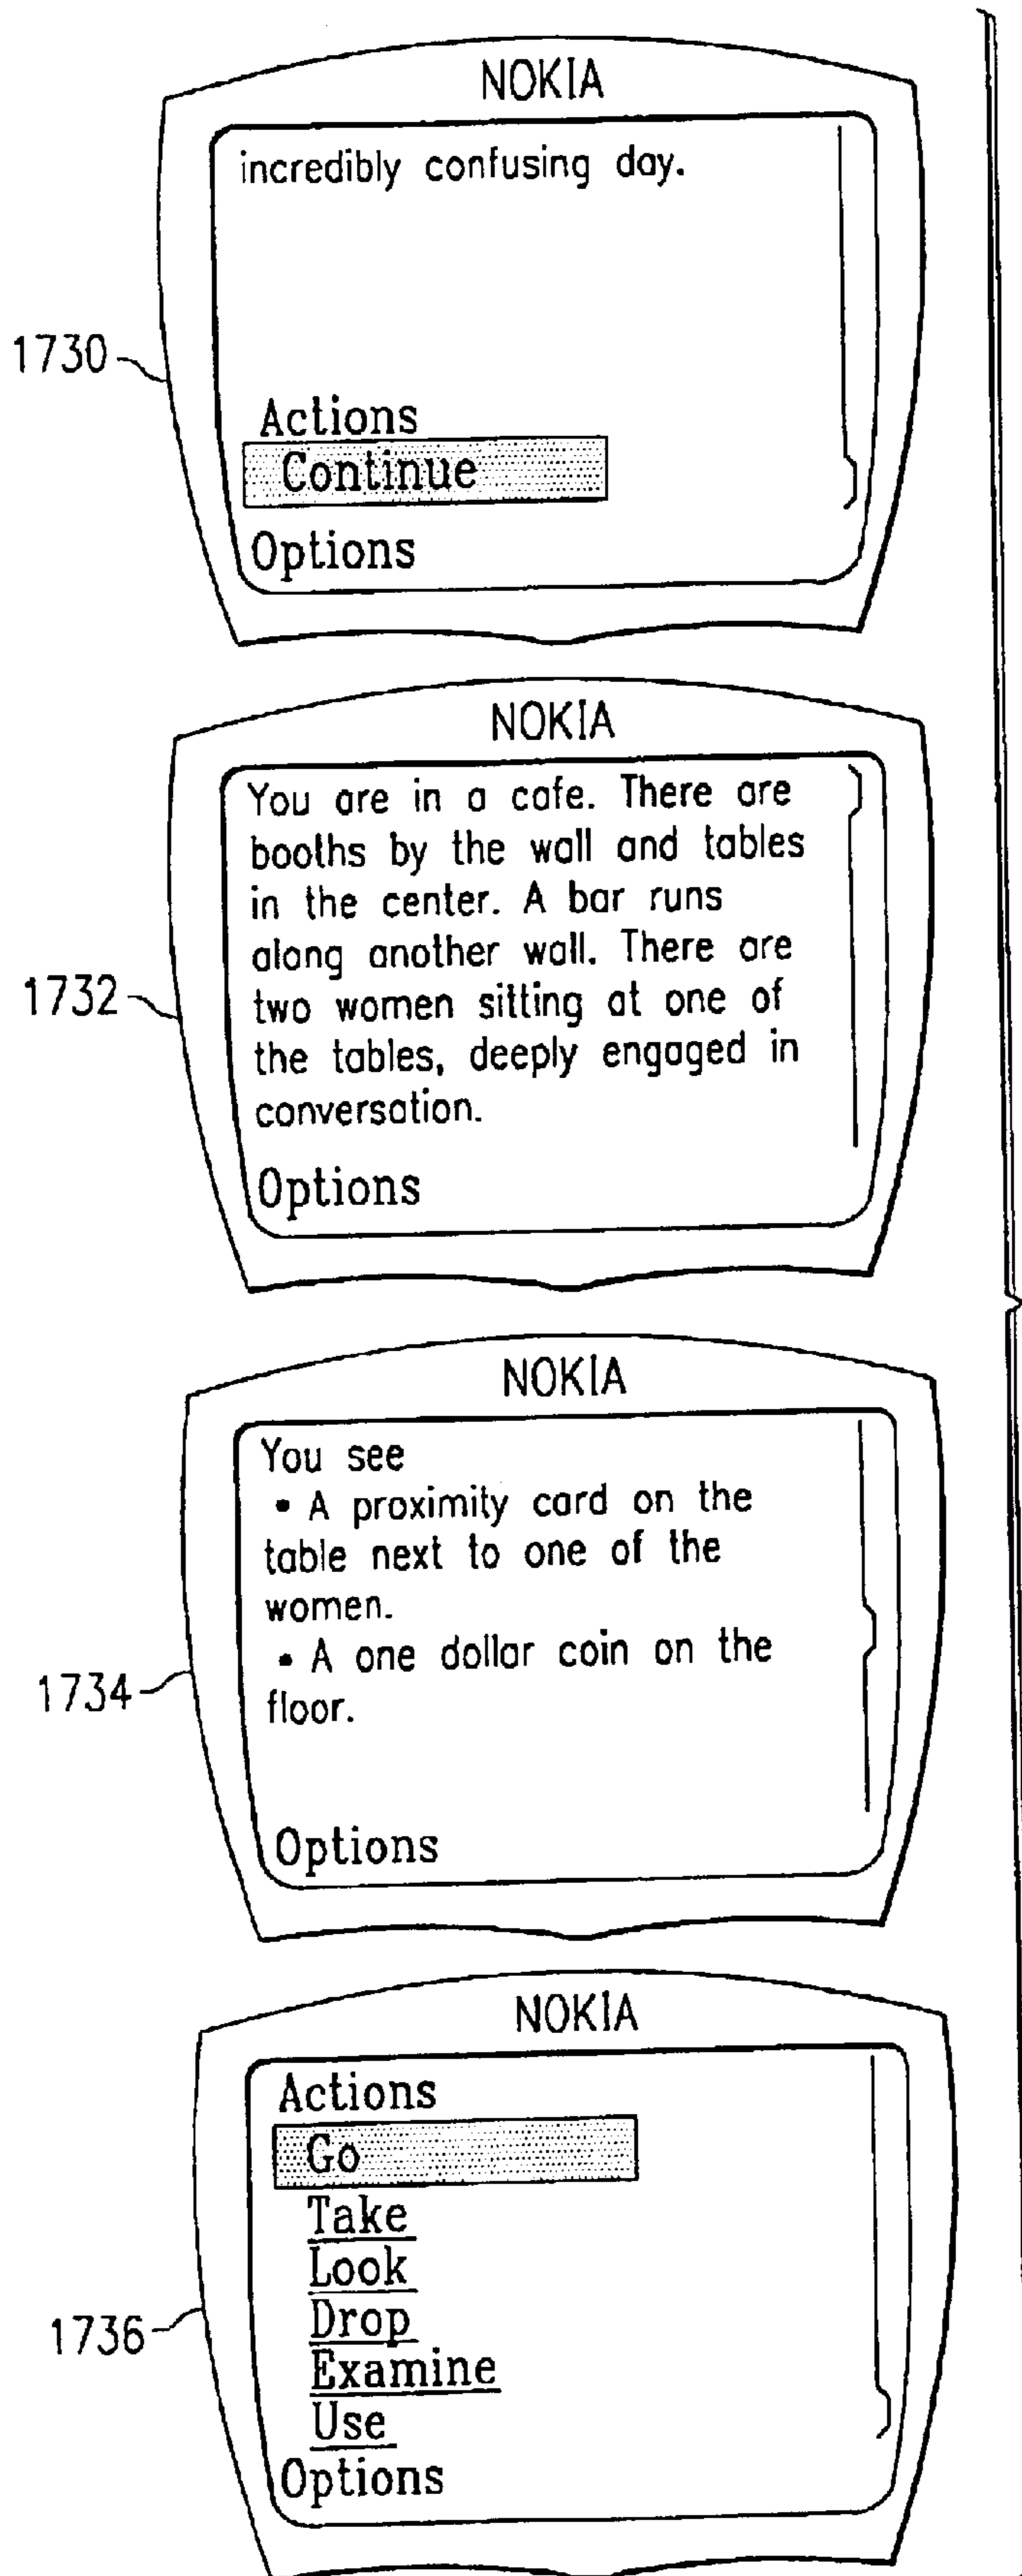 NOKIA
incredibly confusing day.
1730
Actions
Continue
Options
NOKIA
You are in a cafe. There are
booths by the wall and tables
in the center. A bar runs
along another wall. There are
two women sitting at one of
the tables, deeply engaged in
conversation.
1732
Options
NOKIA
You see
• A proximity card on the
table next to one of the
women.
• A one dollar coin on the
floor.
1734
Options
NOKIA
Actions
Go
Take
Look
Drop
Examine
Use
1736
Options